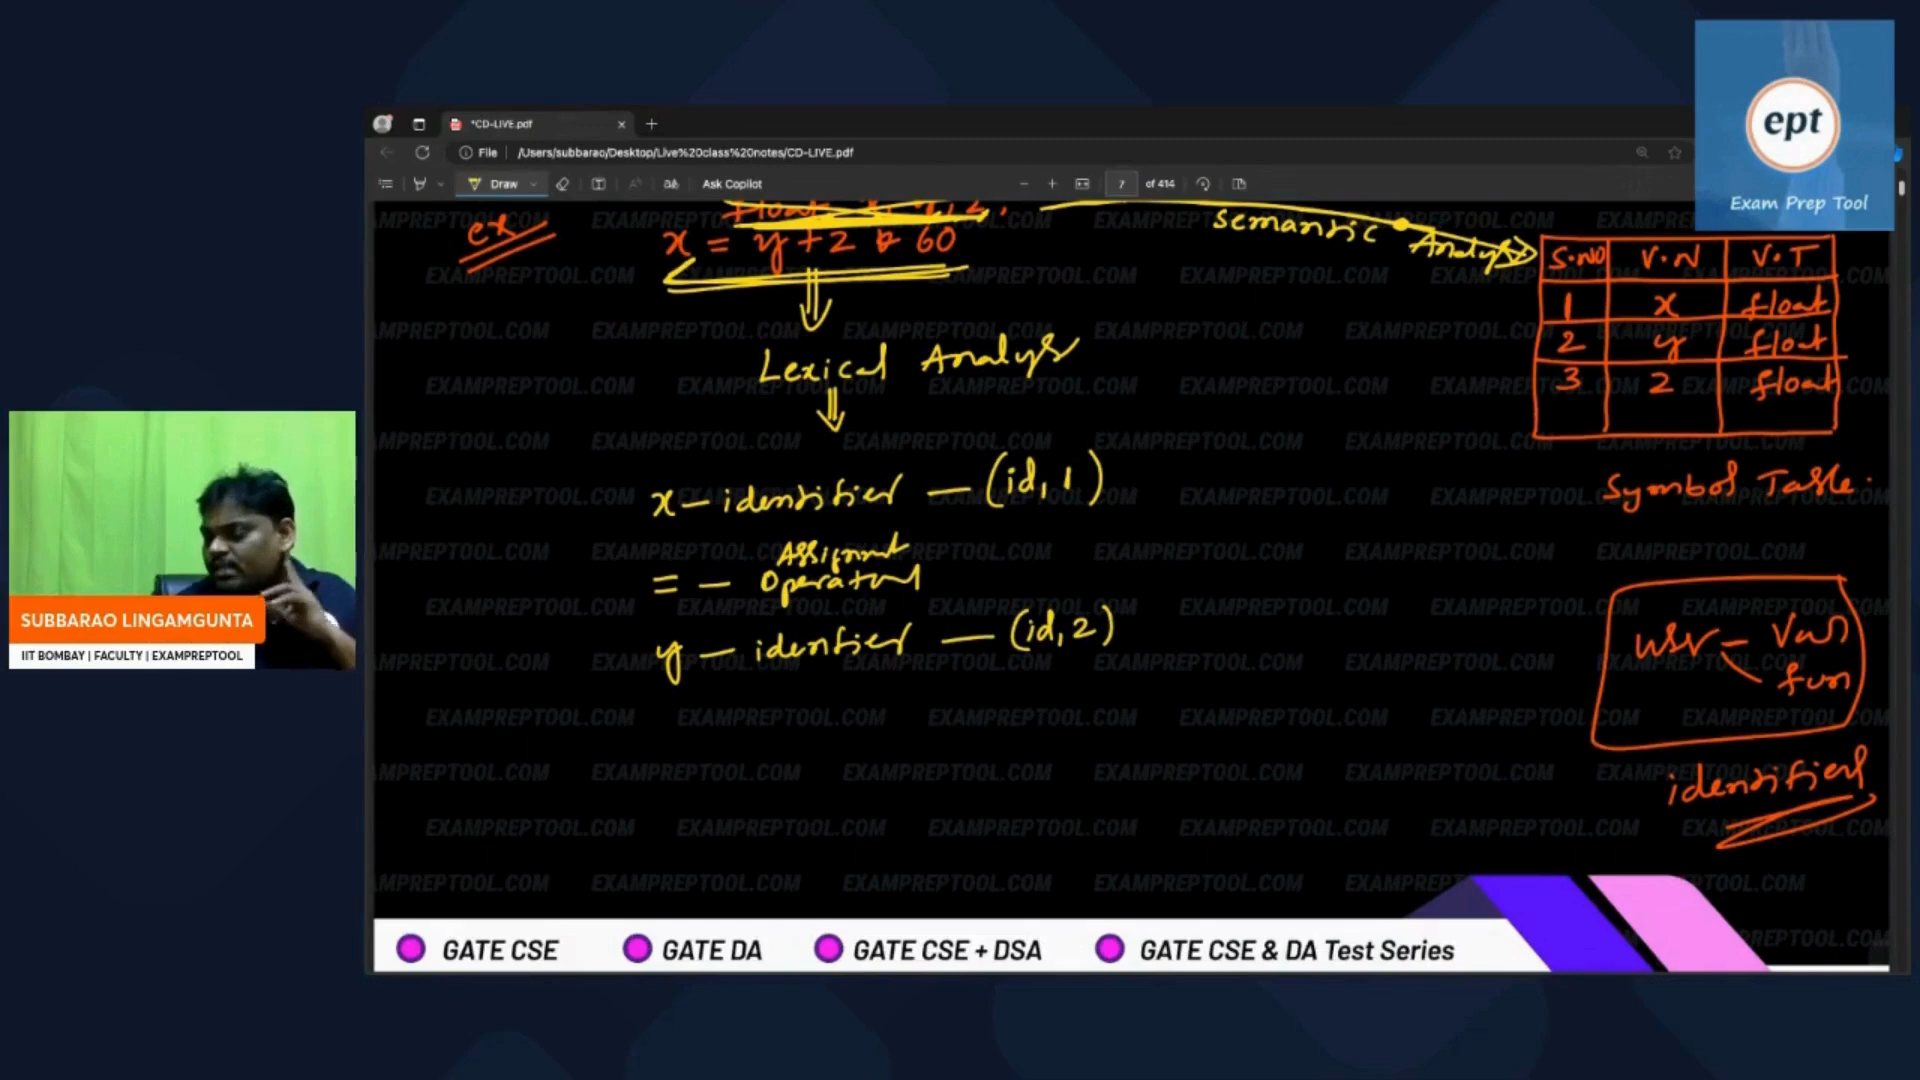 ept
Exam Prep Tool
*CD-LIVE.pdf
File | /Users/subbarao/Desktop/Live%20class%20notes/CD-LIVE.pdf
Draw
Ask Copilot
7 of 414
ex
x = y + z * 60
Semantic Analys
S.NO V.N V.T
1 x float
2 y float
3 z float
Symbol Table.
Lexical Analys
x – identifier – (id, 1)
= – Assignment Operator
y – identifier – (id, 2)
usr – Var
fun
identifier
SUBBARAO LINGAMGUNTA
IIT BOMBAY | FACULTY | EXAMPREPTOOL
EXAMPREPTOOL.COM
GATE CSE GATE DA GATE CSE + DSA GATE CSE & DA Test Series